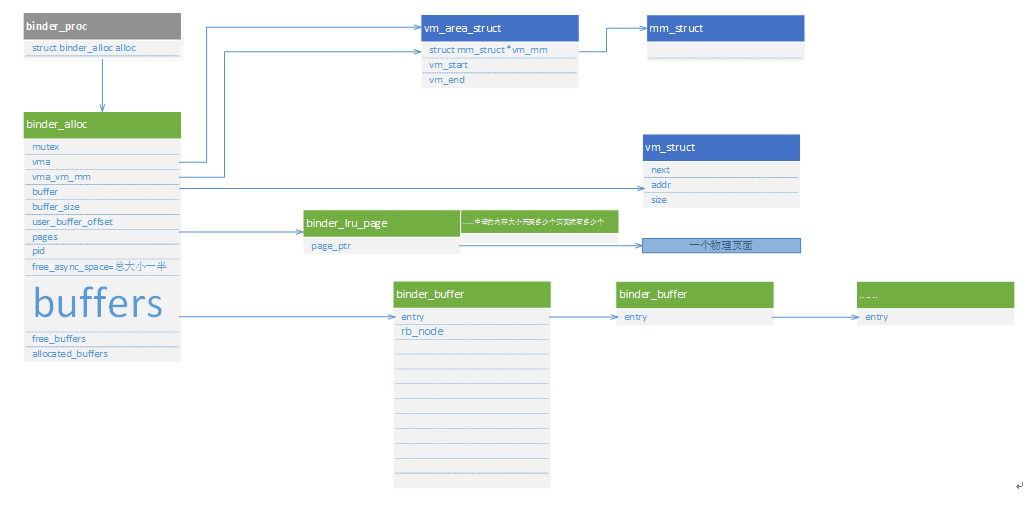 binder_proc
struct binder_alloc alloc
binder_alloc
mutex
vma
vma_vm_mm
buffer
buffer_size
user_buffer_offset
pages
pid
free_async_space=总大小一半
buffers
free_buffers
allocated_buffers
vm_area_struct
struct mm_struct *vm_mm
vm_start
vm_end
mm_struct
vm_struct
next
addr
size
binder_lru_page
page_ptr
......申请的内存大小需要多少个页面就有多少个
一个物理页面
binder_buffer
entry
rb_node
binder_buffer
entry
......
entry